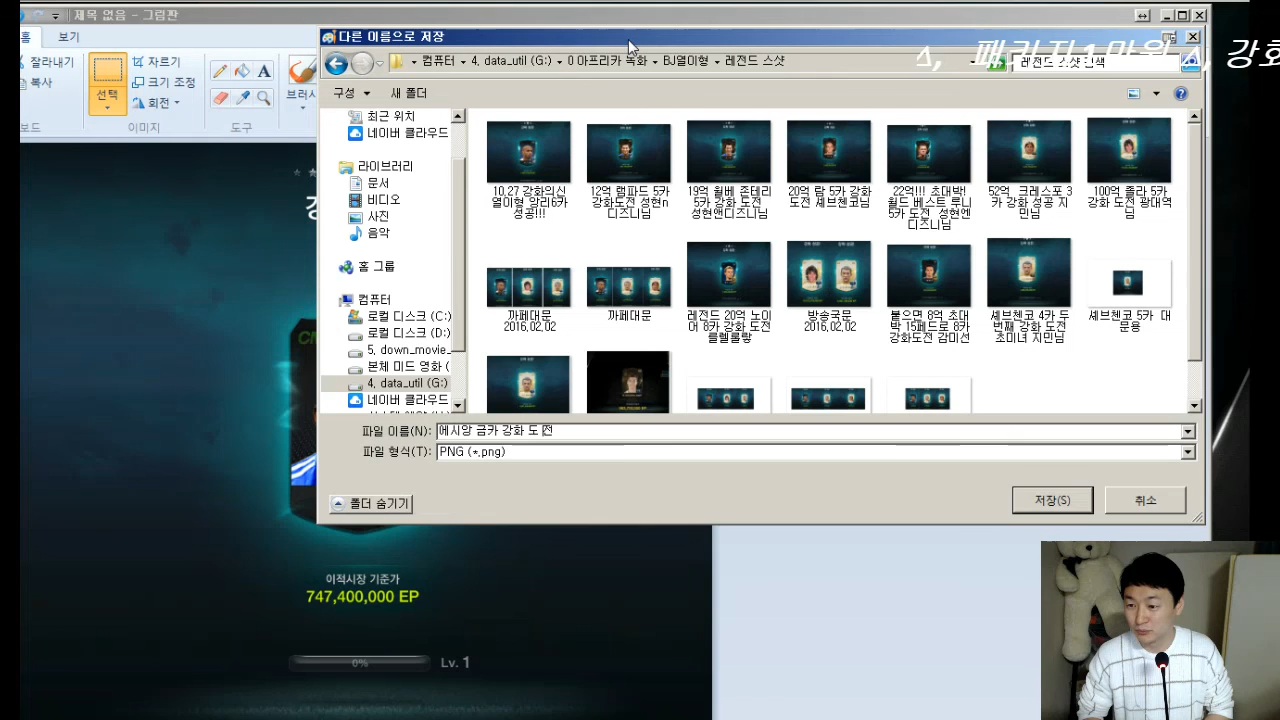 제목 없음 - 그림판
홈
보기
잘라내기
복사
보드
선택
자르기
크기 조정
회전
이미지
도구
브러시
다른 이름으로 저장
컴퓨터 4. data_util (G:) 0 아프리카 녹화 BJ열이형 레전드 스샷
레전드 스샷 검색
패키지1만원
강화
구성
새 폴더
최근 위치
네이버 클라우드
라이브러리
문서
비디오
사진
음악
홈 그룹
컴퓨터
로컬 디스크 (C:)
로컬 디스크 (D:)
5. down_movie_
본체 미드 영화 (
4. data_util (G:)
네이버 클라우드
10.27 강화의신
열이형 앙리6카
성공!!!
12억 램파드 5카
강화도전 성현n
디즈니님
19억 월베 존테리
5카 강화 도전
성현앤디즈니님
20억 람 5카 강화
도전 셰브첸코님
22억!!! 초대박!
월드 베스트 루니
5카 도전 성현엔
디즈니님
52억 크레스포 3
카 강화 성공 지
민님
100억 졸라 5카
강화 도전 광대역
님
까페대문
2016.02.02
까페대문
레전드 20억 노이
어 8카 강화 도전
를렐롤랑
방송국문
2016.02.02
붙으면 8억 초대
박 15페드로 8카
강화도전 감미선
셰브첸코 4카 두
번째 강화 도전
초미녀 지민님
셰브첸코 5카 대
문용
파일 이름(N):
에시앙 금카 강화 도전
파일 형식(T):
PNG (*.png)
폴더 숨기기
저장(S)
취소
이적시장 기준가
747,400,000 EP
0%
Lv. 1